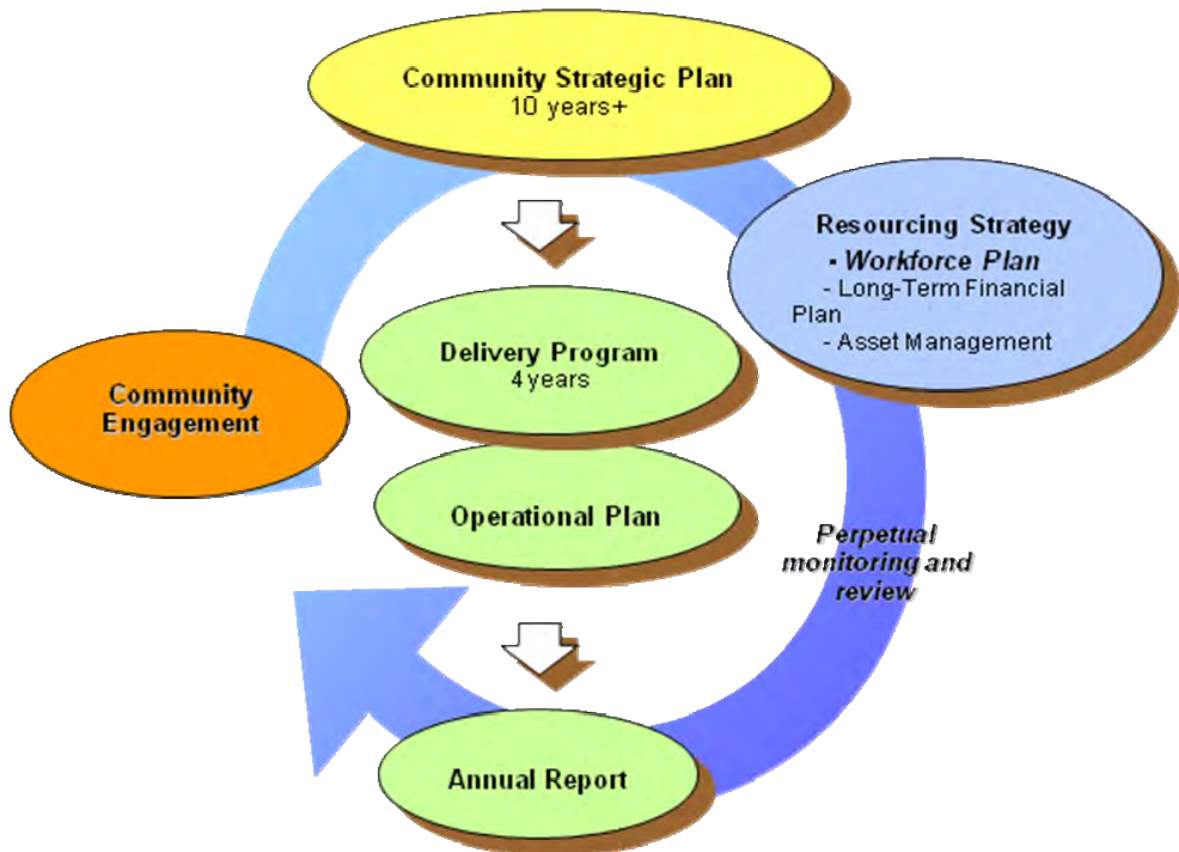 Community Strategic Plan
10 years+
Resourcing Strategy
▪ Workforce Plan
- Long-Term Financial
Plan
- Asset Management
Delivery Program
4 years
Community
Engagement
Operational Plan
Perpetual
monitoring and
review
Annual Report